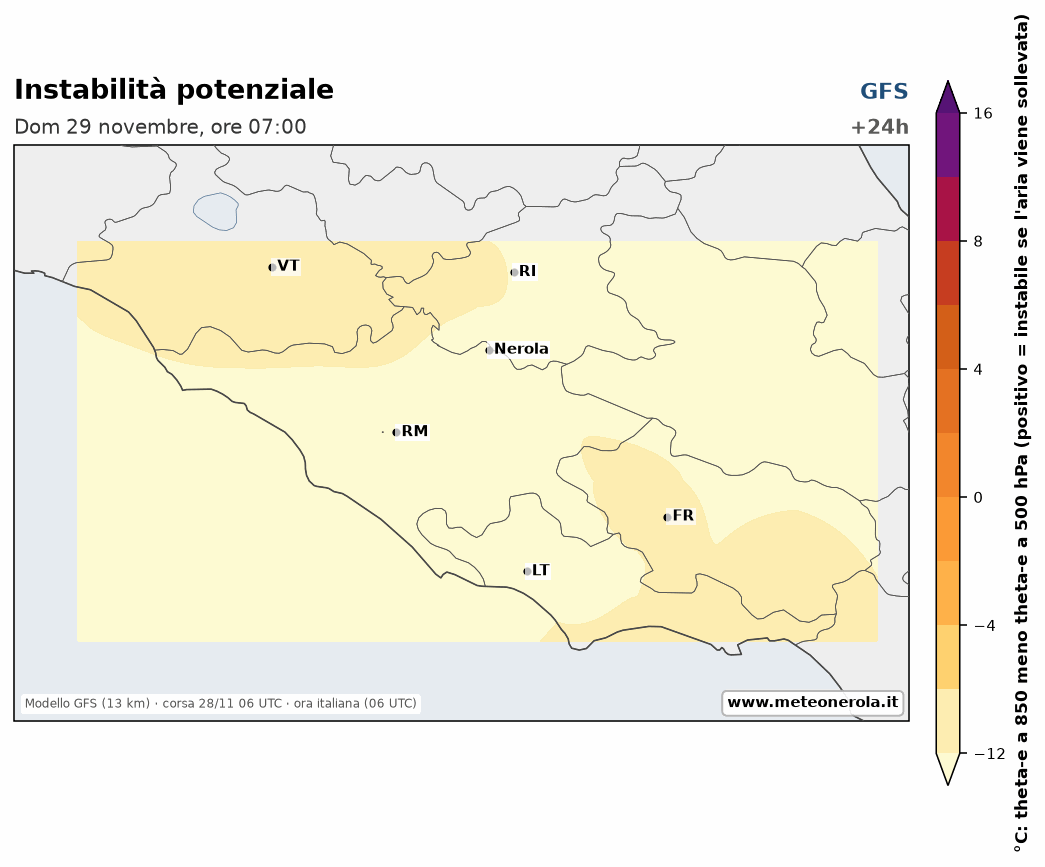 Instabilità potenziale
GFS
Dom 29 novembre, ore 07:00
+24h
VT
RI
Nerola
RM
FR
LT
Modello GFS (13 km) · corsa 28/11 06 UTC · ora italiana (06 UTC)
www.meteonerola.it
16
8
4
0
−4
−12
°C: theta-e a 850 meno theta-e a 500 hPa (positivo = instabile se l'aria viene sollevata)